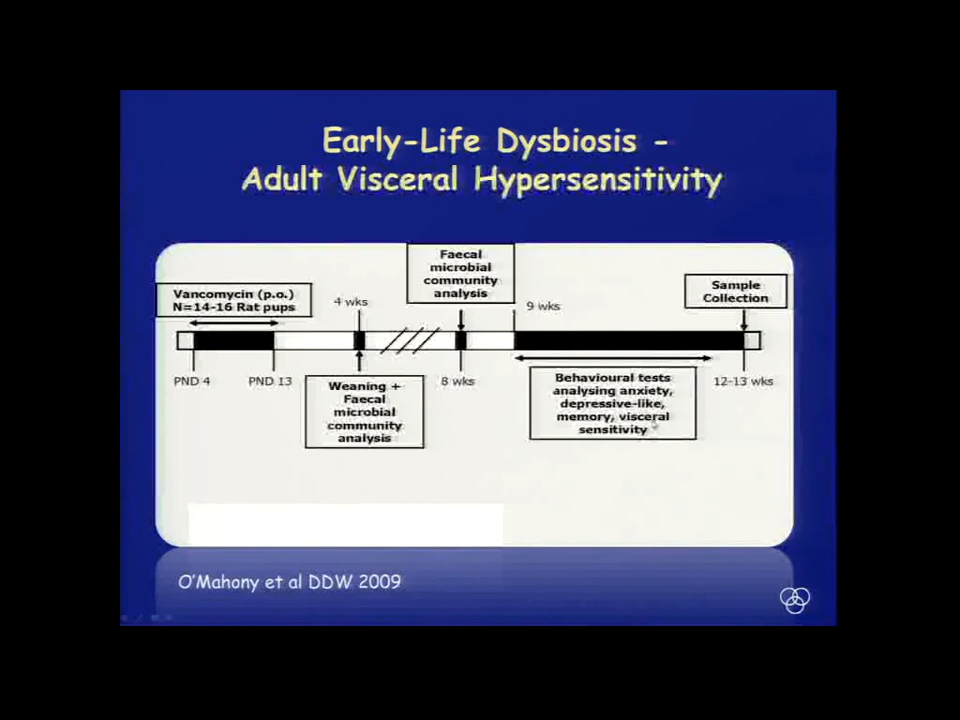 Early-Life Dysbiosis -
Adult Visceral Hypersensitivity
Vancomycin (p.o.)
N=14-16 Rat pups
4 wks
Faecal
microbial
community
analysis
9 wks
Sample
Collection
PND 4
PND 13
Weaning +
Faecal
microbial
community
analysis
8 wks
Behavioural tests
analysing anxiety,
depressive-like,
memory, visceral
sensitivity
12-13 wks
O'Mahony et al DDW 2009